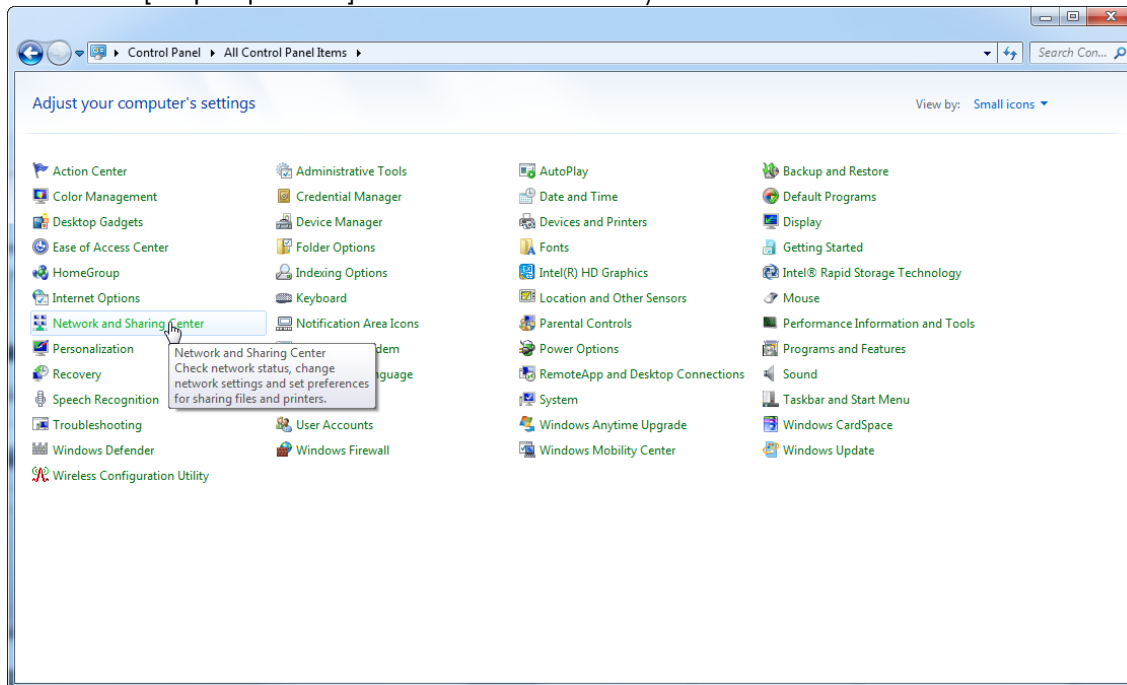 Control Panel ▸ All Control Panel Items ▸
Search Con...
Adjust your computer's settings
View by: Small icons
Action Center
Administrative Tools
AutoPlay
Backup and Restore
Color Management
Credential Manager
Date and Time
Default Programs
Desktop Gadgets
Device Manager
Devices and Printers
Display
Ease of Access Center
Folder Options
Fonts
Getting Started
HomeGroup
Indexing Options
Intel(R) HD Graphics
Intel® Rapid Storage Technology
Internet Options
Keyboard
Location and Other Sensors
Mouse
Network and Sharing Center
Notification Area Icons
Parental Controls
Performance Information and Tools
Personalization
dem
Power Options
Programs and Features
Recovery
guage
RemoteApp and Desktop Connections
Sound
Speech Recognition
System
Taskbar and Start Menu
Network and Sharing Center
Check network status, change
network settings and set preferences
for sharing files and printers.
Troubleshooting
User Accounts
Windows Anytime Upgrade
Windows CardSpace
Windows Defender
Windows Firewall
Windows Mobility Center
Windows Update
Wireless Configuration Utility